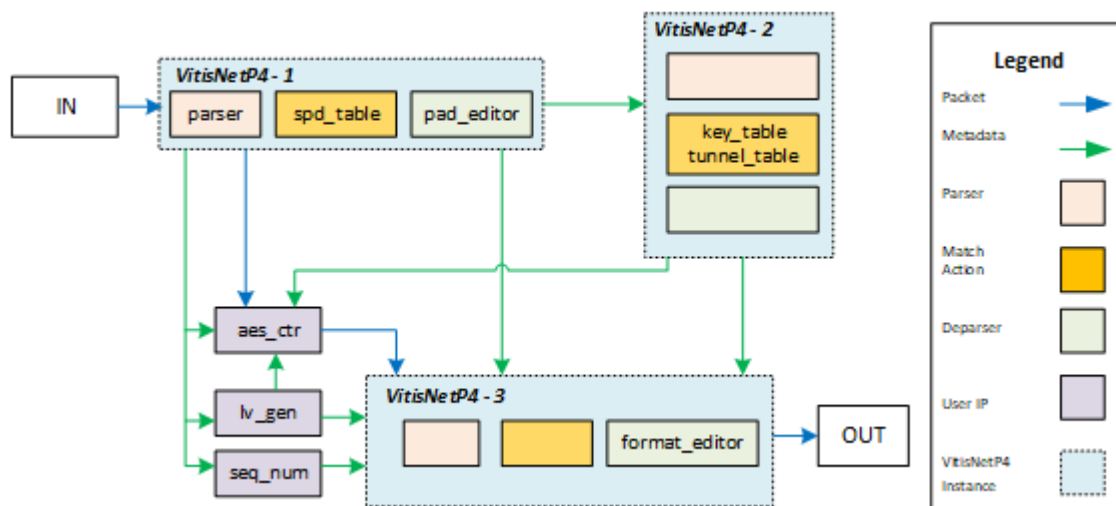 VitisNetP4 - 1
IN
parser
spd_table
pad_editor
VitisNetP4 - 2
key_table
tunnel_table
aes_ctr
lv_gen
seq_num
VitisNetP4 - 3
format_editor
OUT
Legend
Packet
Metadata
Parser
Match
Action
Deparser
User IP
VitisNetP4
Instance